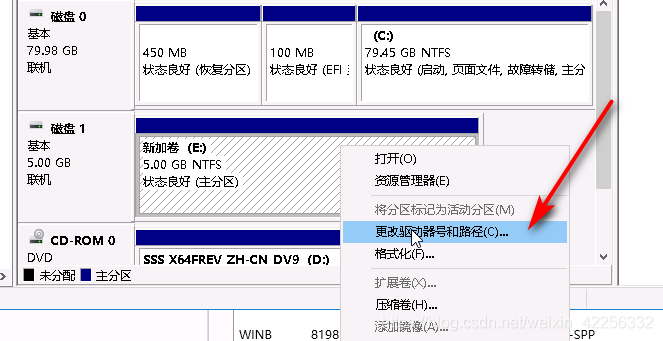 磁盘 0
基本
79.98 GB
联机
450 MB
状态良好 (恢复分区)
100 MB
状态良好 (EFI
(C:)
79.45 GB NTFS
状态良好 (启动, 页面文件, 故障转储, 主分
磁盘 1
基本
5.00 GB
联机
新加卷 (E:)
5.00 GB NTFS
状态良好 (主分区)
打开(O)
资源管理器(E)
将分区标记为活动分区(M)
更改驱动器号和路径(C)...
格式化(F)...
扩展卷(X)...
压缩卷(H)...
添加镜像(A)...
CD-ROM 0
DVD
SSS_X64FREV_ZH-CN_DV9 (D:)
未分配 主分区
https://blog.csdn.net/weixin_42256332
WINB 8198 -SPP